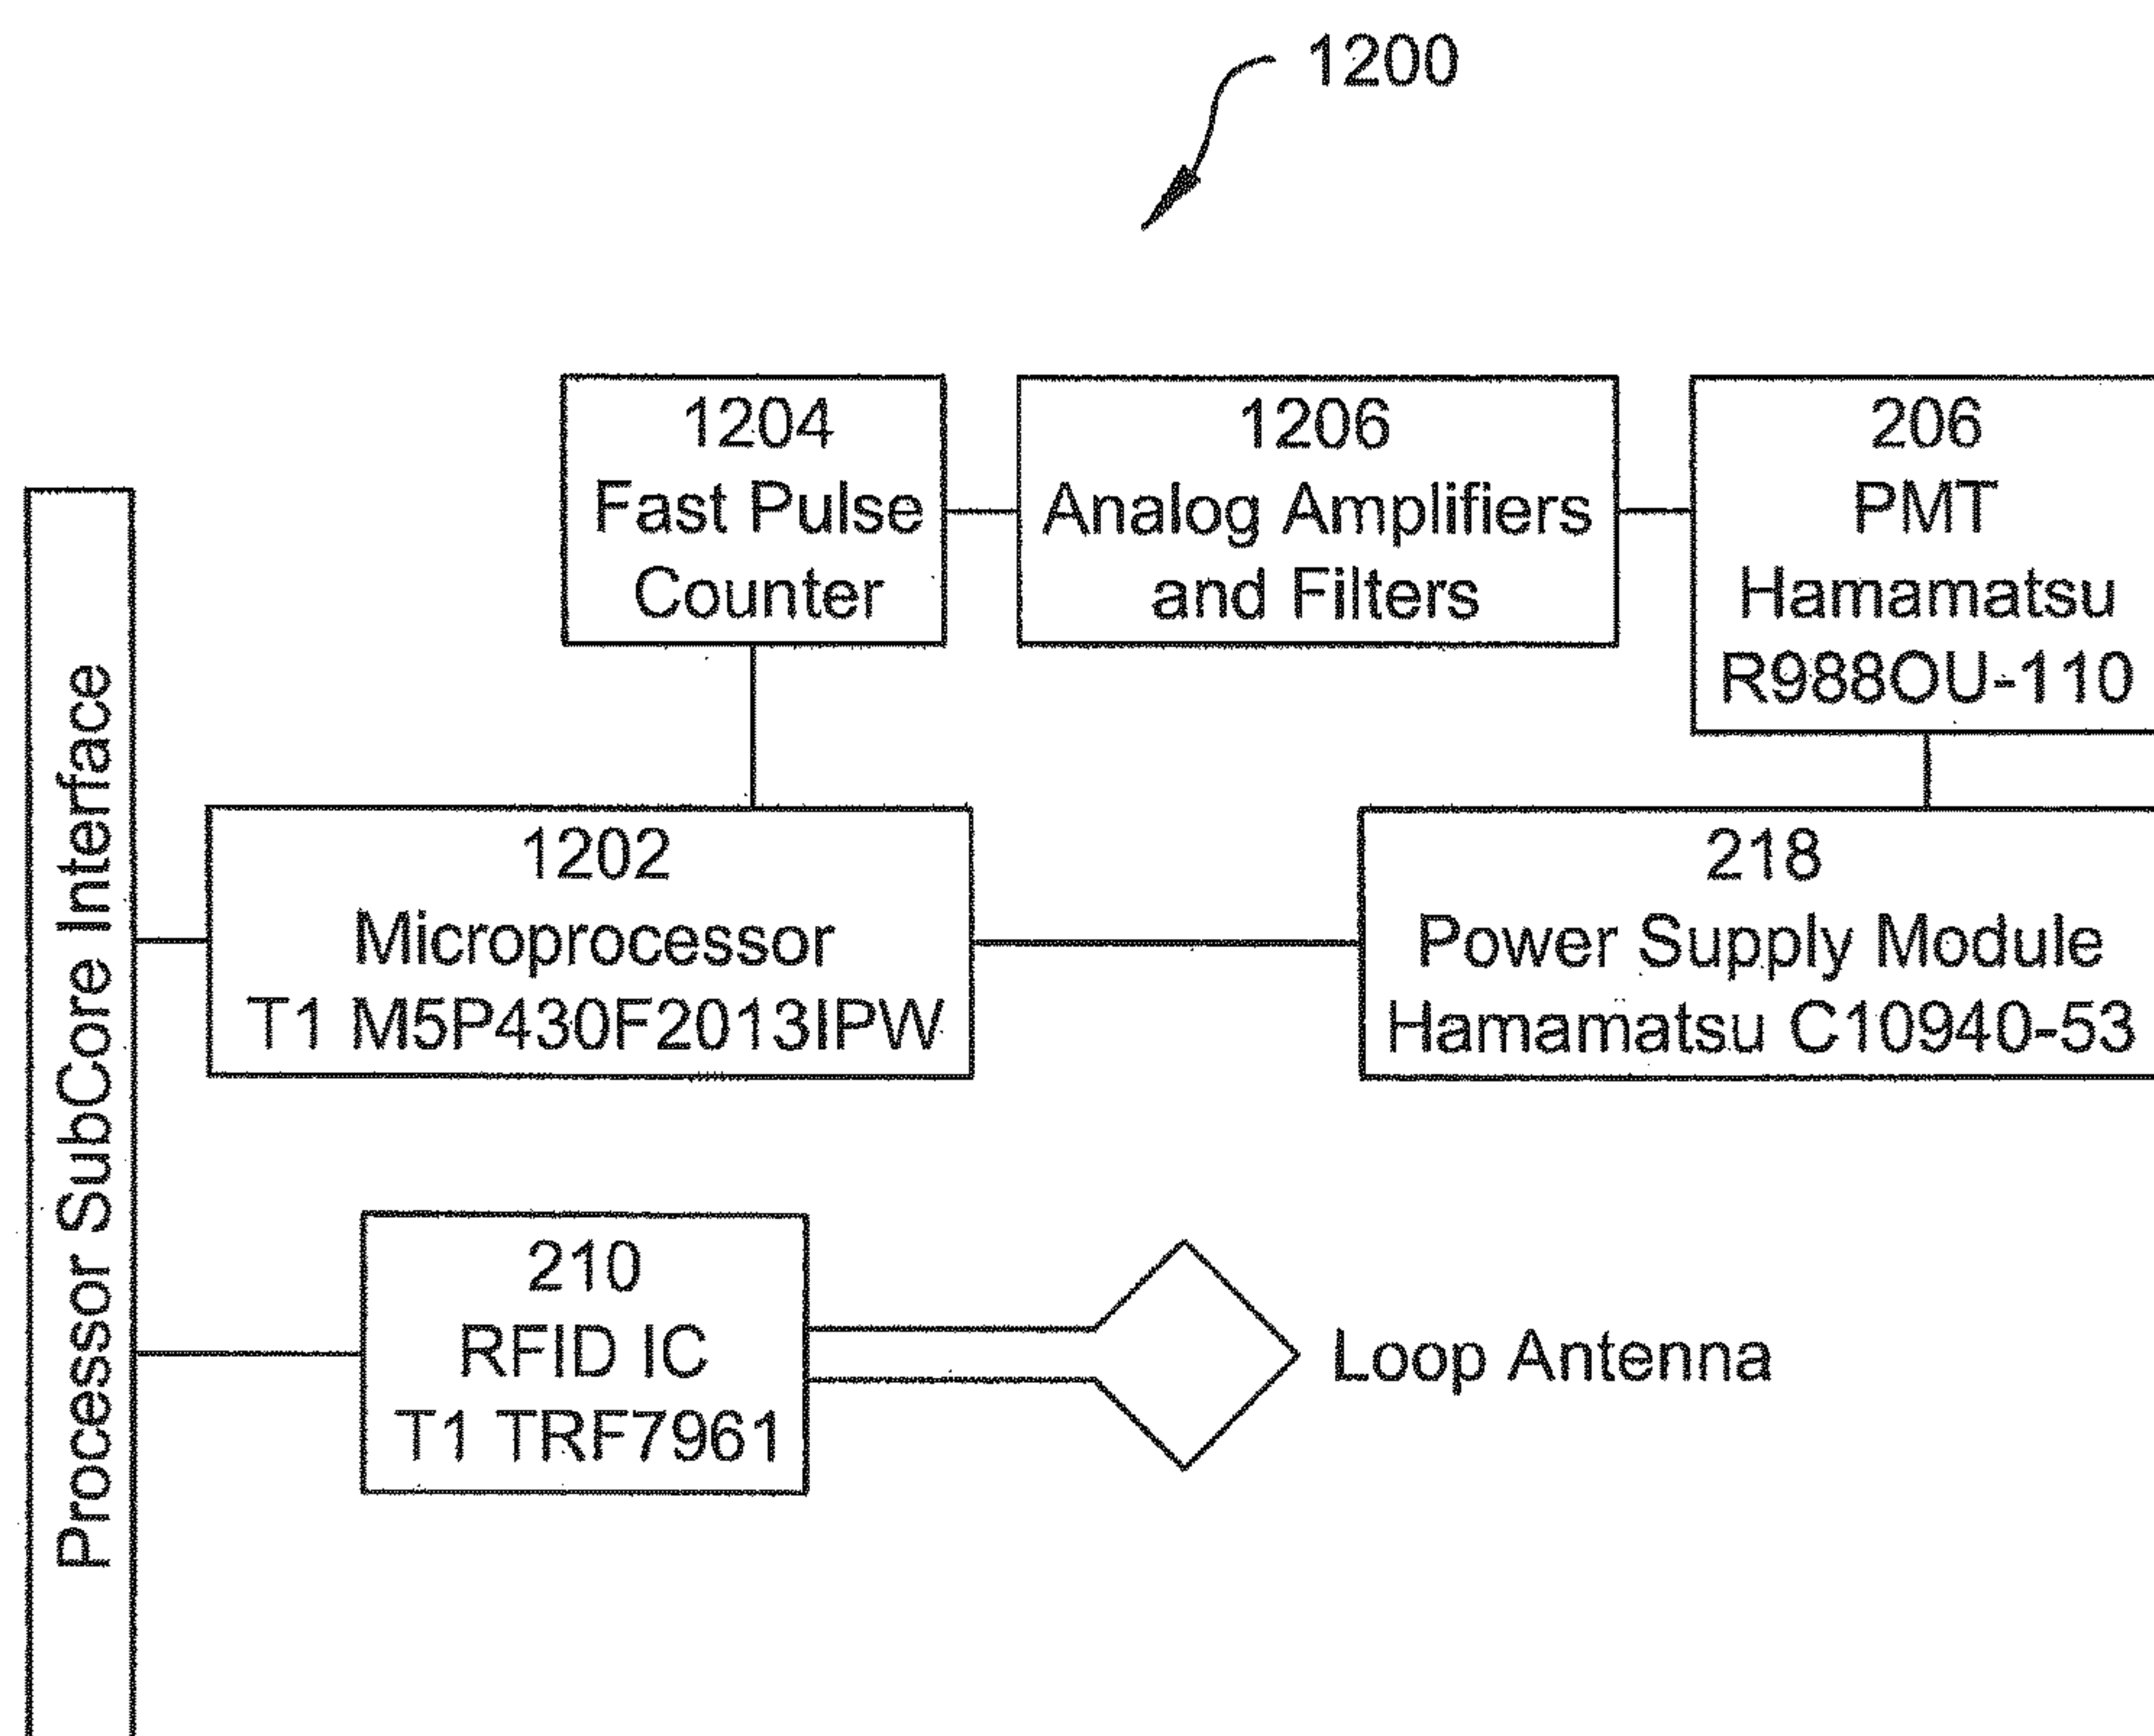 1200
1204
Fast Pulse
Counter
1206
Analog Amplifiers
and Filters
206
PMT
Hamamatsu
R988OU-110
Processor SubCore Interface
1202
Microprocessor
T1 M5P430F2013IPW
218
Power Supply Module
Hamamatsu C10940-53
210
RFID IC
T1 TRF7961
Loop Antenna